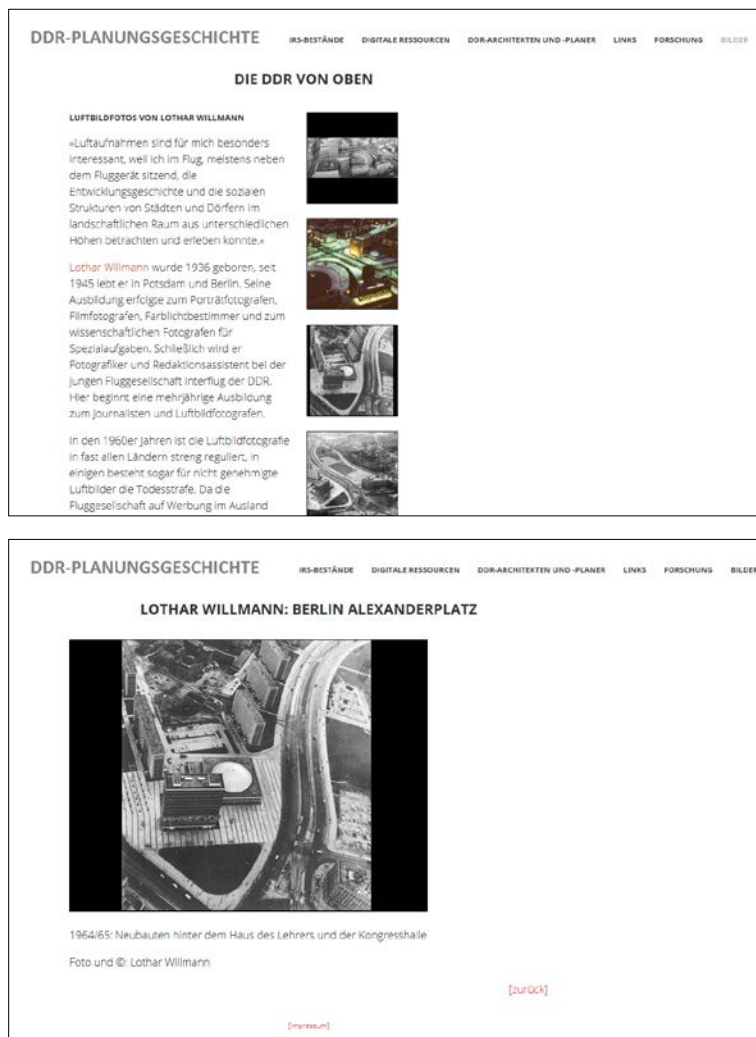 DDR-PLANUNGSGESCHICHTE
IRS-BESTÄNDE DIGITALE RESSOURCEN DDR-ARCHITEKTEN UND -PLANER LINKS FORSCHUNG BILDER
DIE DDR VON OBEN
LUFTBILDFOTOS VON LOTHAR WILLMANN
»Luftaufnahmen sind für mich besonders
interessant, weil ich im Flug, meistens neben
dem Fluggerät sitzend, die
Entwicklungsgeschichte und die sozialen
Strukturen von Städten und Dörfern im
landschaftlichen Raum aus unterschiedlichen
Höhen betrachten und erleben konnte.«
Lothar Willmann wurde 1936 geboren, seit
1945 lebt er in Potsdam und Berlin. Seine
Ausbildung erfolgte zum Porträtfotografen,
Filmfotografen, Farblichtbestimmer und zum
wissenschaftlichen Fotografen für
Spezialaufgaben. Schließlich wird er
Fotografiker und Redaktionsassistent bei der
jungen Fluggesellschaft Interflug der DDR.
Hier beginnt eine mehrjährige Ausbildung
zum Journalisten und Luftbildfotografen.
In den 1960er Jahren ist die Luftbildfotografie
in fast allen Ländern streng reguliert, in
einigen besteht sogar für nicht genehmigte
Luftbilder die Todesstrafe. Da die
Fluggesellschaft auf Werbung im Ausland
DDR-PLANUNGSGESCHICHTE
IRS-BESTÄNDE DIGITALE RESSOURCEN DDR-ARCHITEKTEN UND -PLANER LINKS FORSCHUNG BILDER
LOTHAR WILLMANN: BERLIN ALEXANDERPLATZ
1964/65: Neubauten hinter dem Haus des Lehrers und der Kongresshalle
Foto und ©: Lothar Willmann
[zurück]
[Impressum]